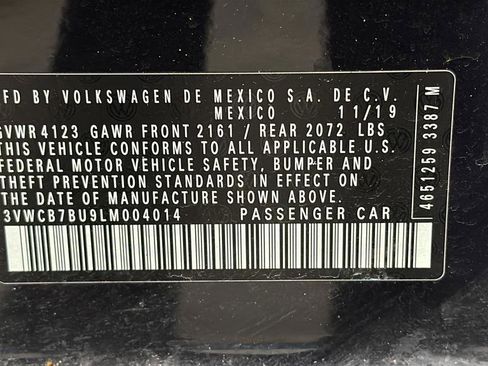 MFD BY VOLKSWAGEN DE MEXICO S.A. DE C.V.
MEXICO 11/19
GVWR 4123 GAWR FRONT 2161 / REAR 2072 LBS
THIS VEHICLE CONFORMS TO ALL APPLICABLE U.S.
FEDERAL MOTOR VEHICLE SAFETY, BUMPER AND
THEFT PREVENTION STANDARDS IN EFFECT
ON THE DATE OF MANUFACTURE SHOWN ABOVE.
3VWCB7BU9LM004014 PASSENGER CAR
4651259 3387 M